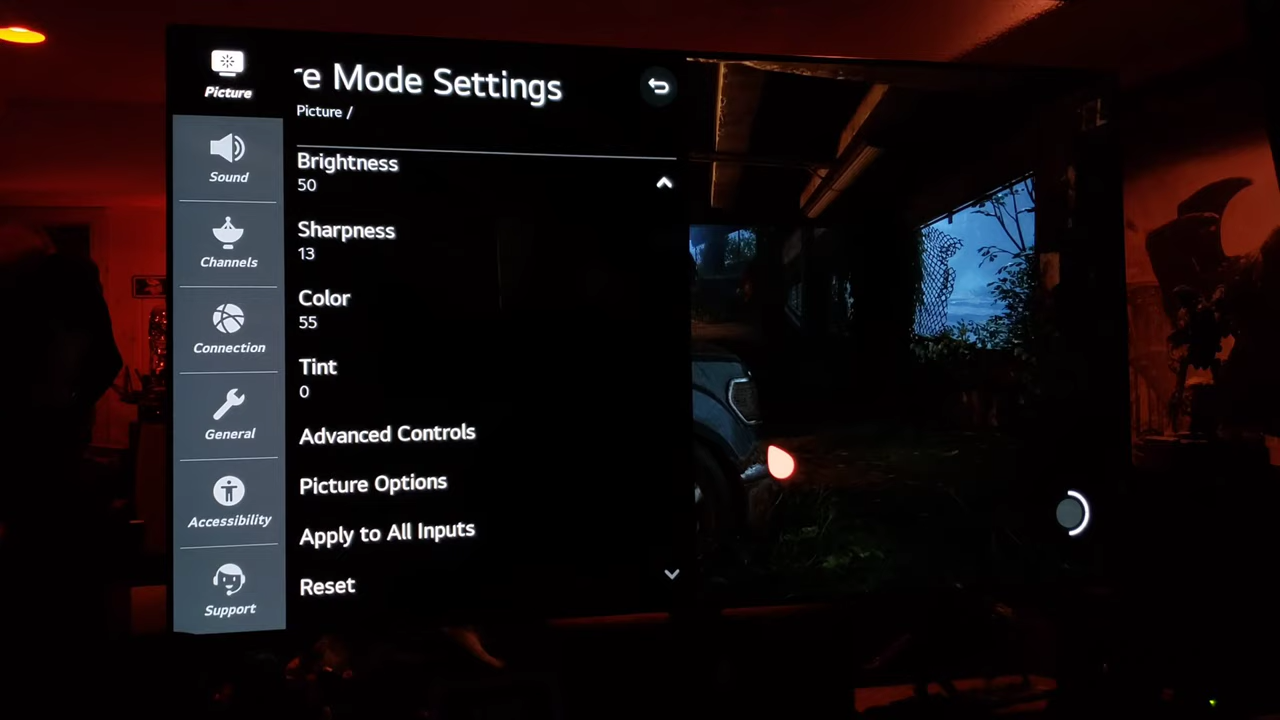 Picture
Sound
Channels
Connection
General
Accessibility
Support
e Mode Settings
Picture /
Brightness
50
Sharpness
13
Color
55
Tint
0
Advanced Controls
Picture Options
Apply to All Inputs
Reset